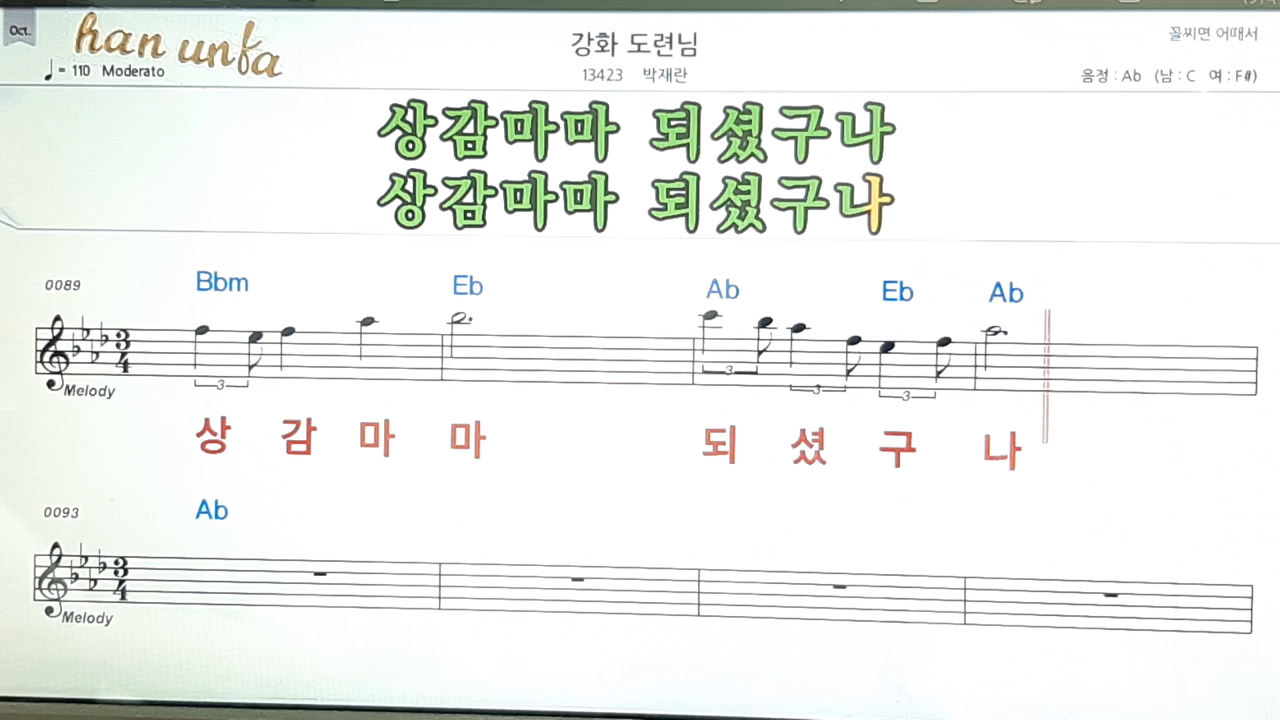 Oct.
han unfa
♩= 110 Moderato
강화 도련님
13423 박재란
꼴찌면 어때서
음정 : Ab (남 : C 여 : F#)
상감마마 되셨구나
상감마마 되셨구나
0089
Bbm Eb Ab Eb Ab
3 4
3 3 3 3
Melody
상 감 마 마 되 셨 구 나
0093
Ab
3 4
Melody